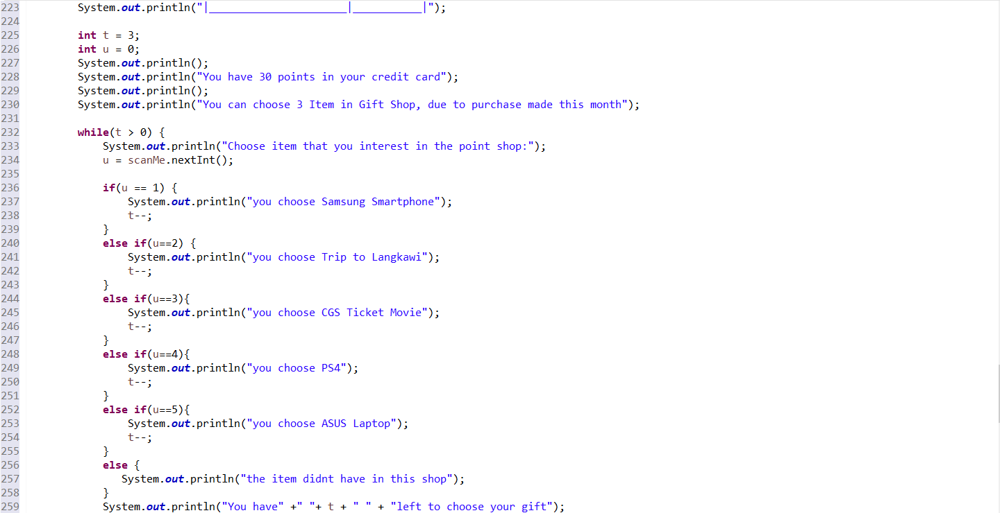 223 System.out.println("|______________________|___________|");
224
225 int t = 3;
226 int u = 0;
227 System.out.println();
228 System.out.println("You have 30 points in your credit card");
229 System.out.println();
230 System.out.println("You can choose 3 Item in Gift Shop, due to purchase made this month");
231
232 while(t > 0) {
233 System.out.println("Choose item that you interest in the point shop:");
234 u = scanMe.nextInt();
235
236 if(u == 1) {
237 System.out.println("you choose Samsung Smartphone");
238 t--;
239 }
240 else if(u==2) {
241 System.out.println("you choose Trip to Langkawi");
242 t--;
243 }
244 else if(u==3){
245 System.out.println("you choose CGS Ticket Movie");
246 t--;
247 }
248 else if(u==4){
249 System.out.println("you choose PS4");
250 t--;
251 }
252 else if(u==5){
253 System.out.println("you choose ASUS Laptop");
254 t--;
255 }
256 else {
257 System.out.println("the item didnt have in this shop");
258 }
259 System.out.println("You have" +" "+ t + " " + "left to choose your gift");